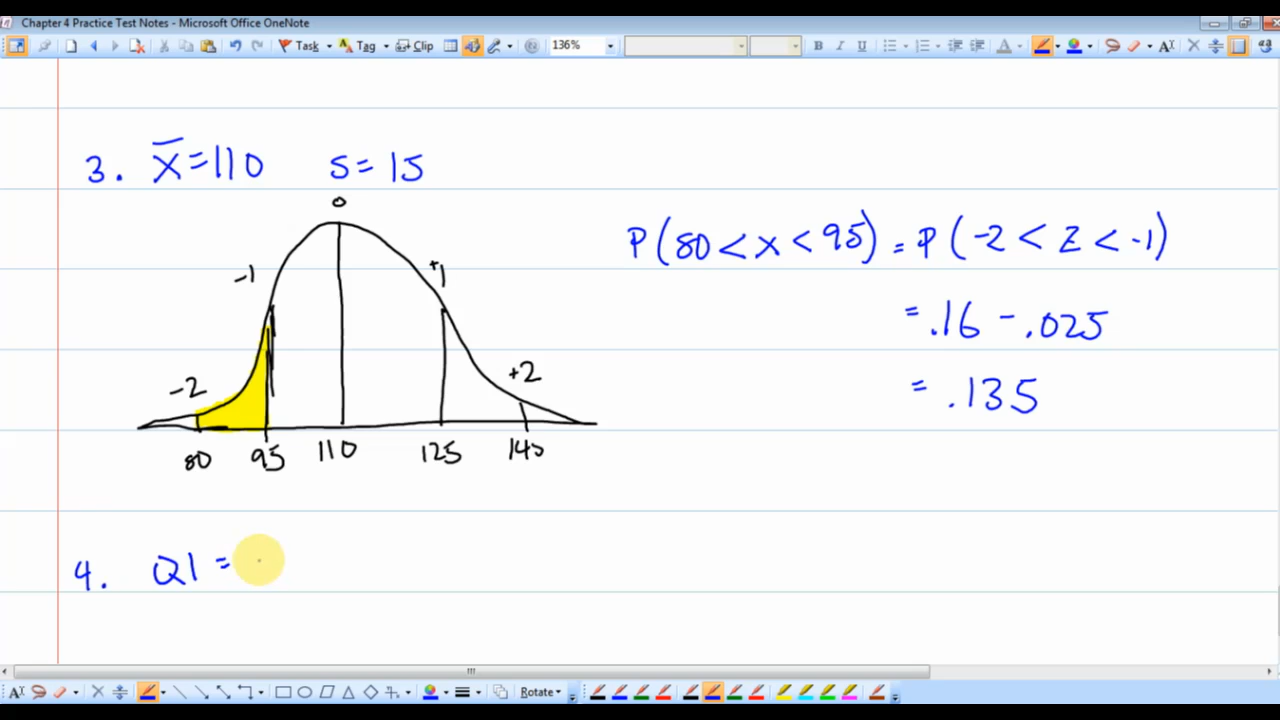 Chapter 4 Practice Test Notes - Microsoft Office OneNote
Task Tag Clip 136% B I U A
3. x̄ = 110 S = 15
0
-1 +1
-2 +2
80 95 110 125 140
P(80 < x < 95) = P(-2 < z < -1)
= .16 - .025
= .135
4. Q1 =
Rotate